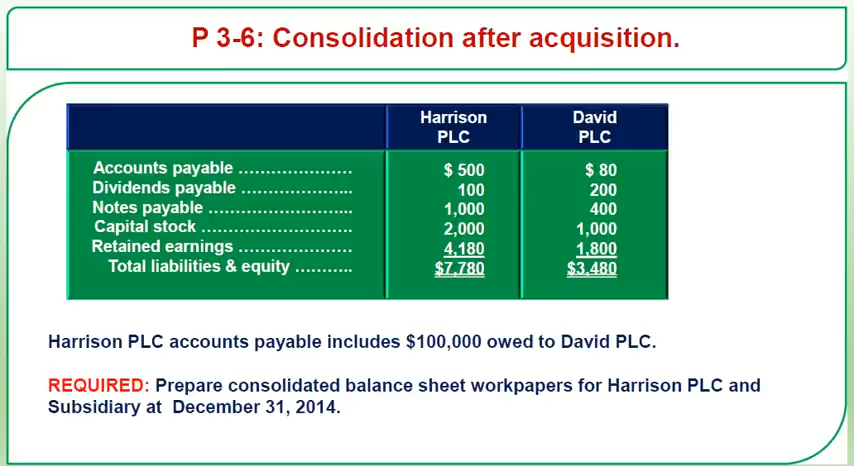 P 3-6: Consolidation after acquisition.
Harrison PLC David PLC
Accounts payable ………………… $ 500 $ 80
Dividends payable ……………….. 100 200
Notes payable ……………………... 1,000 400
Capital stock ………………………. 2,000 1,000
Retained earnings ………………… 4,180 1,800
Total liabilities & equity ……….. $7,780 $3,480
Harrison PLC accounts payable includes $100,000 owed to David PLC.
REQUIRED: Prepare consolidated balance sheet workpapers for Harrison PLC and
Subsidiary at December 31, 2014.